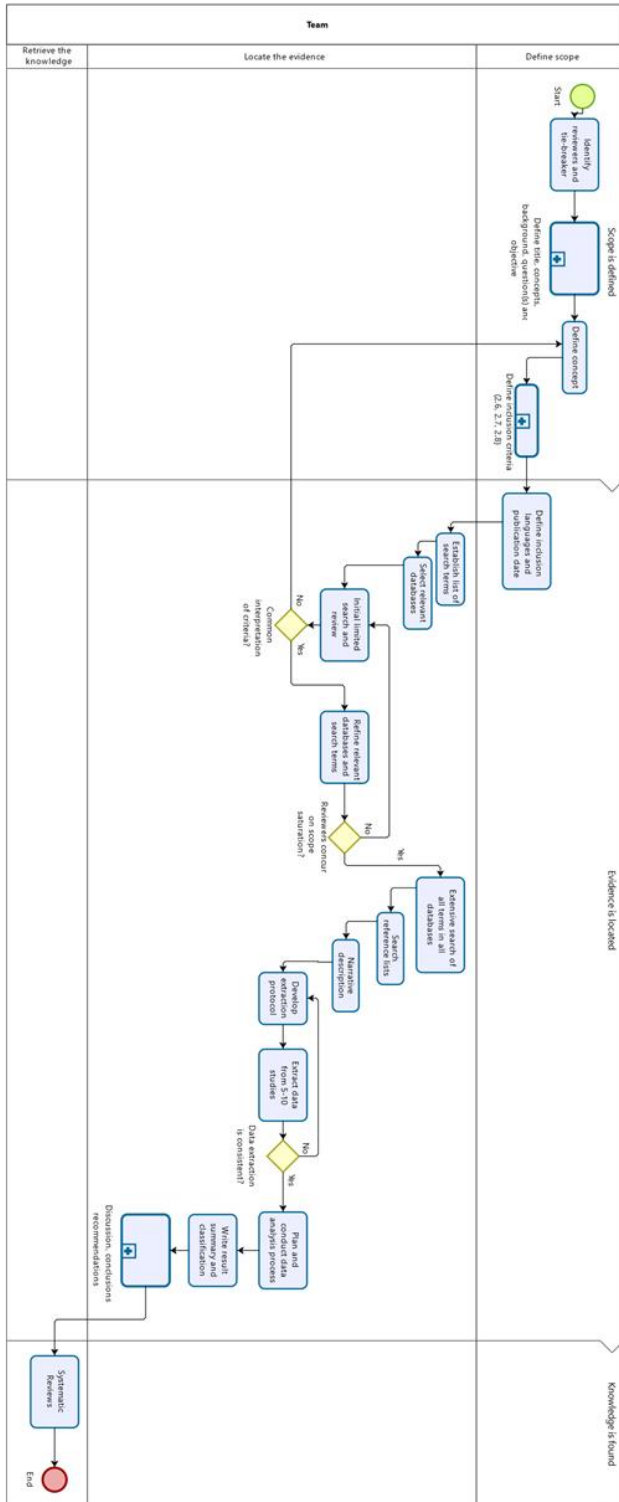 Team
Define scope
Locate the evidence
Retrieve the
knowledge
Scope is defined
Evidence is located
Knowledge is found
Start
Identify
reviewers and
tie-breaker
Define title, concepts,
background, question(s) and
objective
Define concept
Define inclusion criteria
(2.6, 2.7, 2.8)
Define inclusion
languages and
publication date
Establish list of
search terms
Select relevant
databases
Initial limited
search and
review
No
Yes
Common
interpretation
of criteria?
Refine relevant
databases and
search terms
No
Yes
Reviewers concur
on scope
saturation?
Extensive search of
all terms in all
databases
Search
reference lists
Narrative
description
Develop
extraction
protocol
Extract data
from 5-10
studies
No
Yes
Data extraction
is consistent?
Plan and
conduct data
analysis process
Write result
summary and
classification
Discussion, conclusions
recommendations
Systematic
Reviews
End